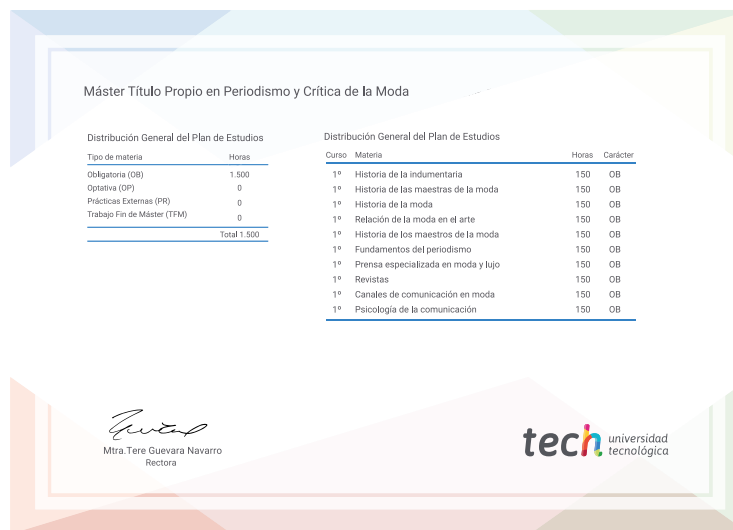 Máster Título Propio en Periodismo y Crítica de la Moda
Distribución General del Plan de Estudios
Tipo de materia Horas
Obligatoria (OB) 1.500
Optativa (OP) 0
Prácticas Externas (PR) 0
Trabajo Fin de Máster (TFM) 0
Total 1.500
Distribución General del Plan de Estudios
Curso Materia Horas Carácter
1º Historia de la indumentaria 150 OB
1º Historia de las maestras de la moda 150 OB
1º Historia de la moda 150 OB
1º Relación de la moda en el arte 150 OB
1º Historia de los maestros de la moda 150 OB
1º Fundamentos del periodismo 150 OB
1º Prensa especializada en moda y lujo 150 OB
1º Revistas 150 OB
1º Canales de comunicación en moda 150 OB
1º Psicología de la comunicación 150 OB
Mtra.Tere Guevara Navarro
Rectora
tech universidad
tecnológica